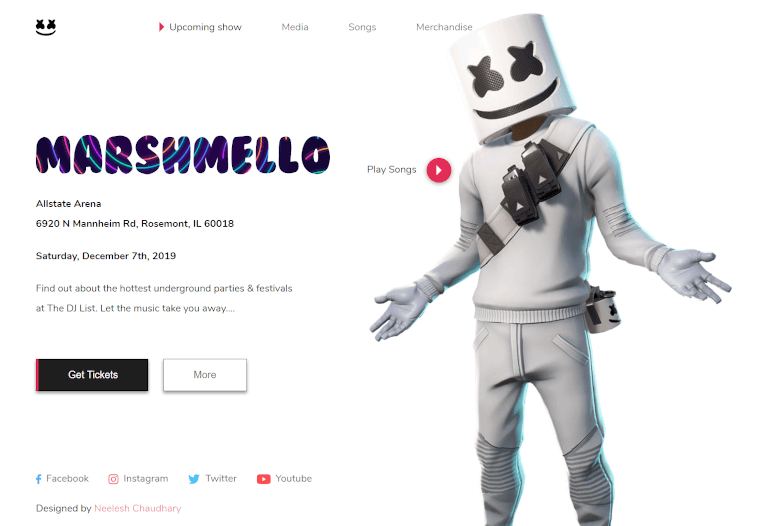 Upcoming show
Media
Songs
Merchandise
MARSHMELLO
Play Songs
Allstate Arena
6920 N Mannheim Rd, Rosemont, IL 60018
Saturday, December 7th, 2019
Find out about the hottest underground parties & festivals
at The DJ List. Let the music take you away....
Get Tickets
More
Facebook
Instagram
Twitter
Youtube
Designed by Neelesh Chaudhary